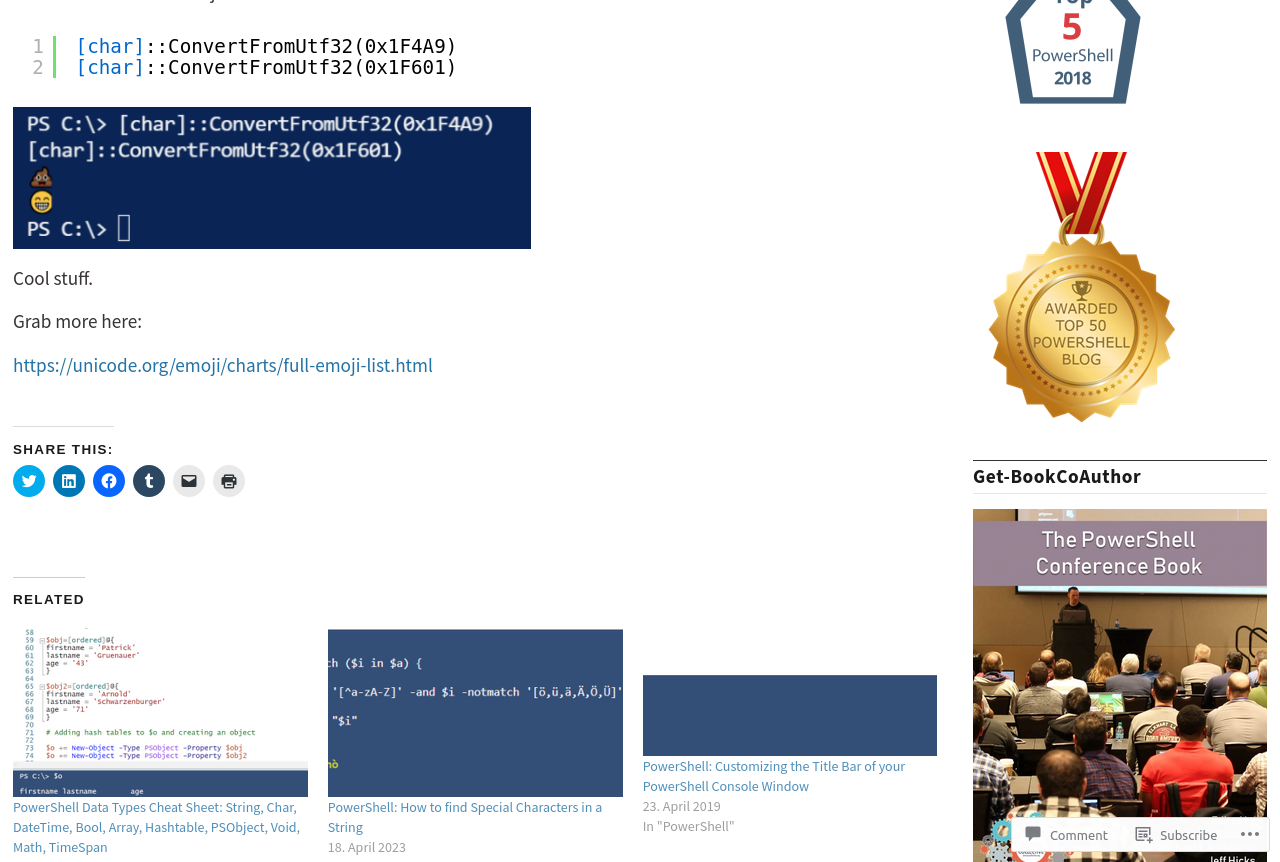 1 [char]::ConvertFromUtf32(0x1F4A9)
2 [char]::ConvertFromUtf32(0x1F601)
PS C:\> [char]::ConvertFromUtf32(0x1F4A9)
[char]::ConvertFromUtf32(0x1F601)
💩
😁
PS C:\>
Cool stuff.
Grab more here:
https://unicode.org/emoji/charts/full-emoji-list.html
SHARE THIS:
RELATED
58
59 $obj=[ordered]@{
60 firstname = 'Patrick'
61 lastname = 'Gruenauer'
62 age = '43'
63 }
64
65 $obj2=[ordered]@{
66 firstname = 'Arnold'
67 lastname = 'Schwarzenburger'
68 age = '71'
69 }
70
71 # Adding hash tables to $o and creating an object
72
73 $o += New-Object -Type PSObject -Property $obj
74 $o += New-Object -Type PSObject -Property $obj2
PS C:\> $o
firstname lastname age
PowerShell Data Types Cheat Sheet: String, Char,
DateTime, Bool, Array, Hashtable, PSObject, Void,
Math, TimeSpan
ch ($i in $a) {
'[^a-zA-Z]' -and $i -notmatch '[ö,ü,ä,Ä,Ö,Ü]'
"$i"
hò
PowerShell: How to find Special Characters in a
String
18. April 2023
PowerShell: Customizing the Title Bar of your
PowerShell Console Window
23. April 2019
In "PowerShell"
Top
5
PowerShell
2018
AWARDED
TOP 50
POWERSHELL
BLOG
Get-BookCoAuthor
The PowerShell
Conference Book
Comment
Subscribe
Jeff Hicks